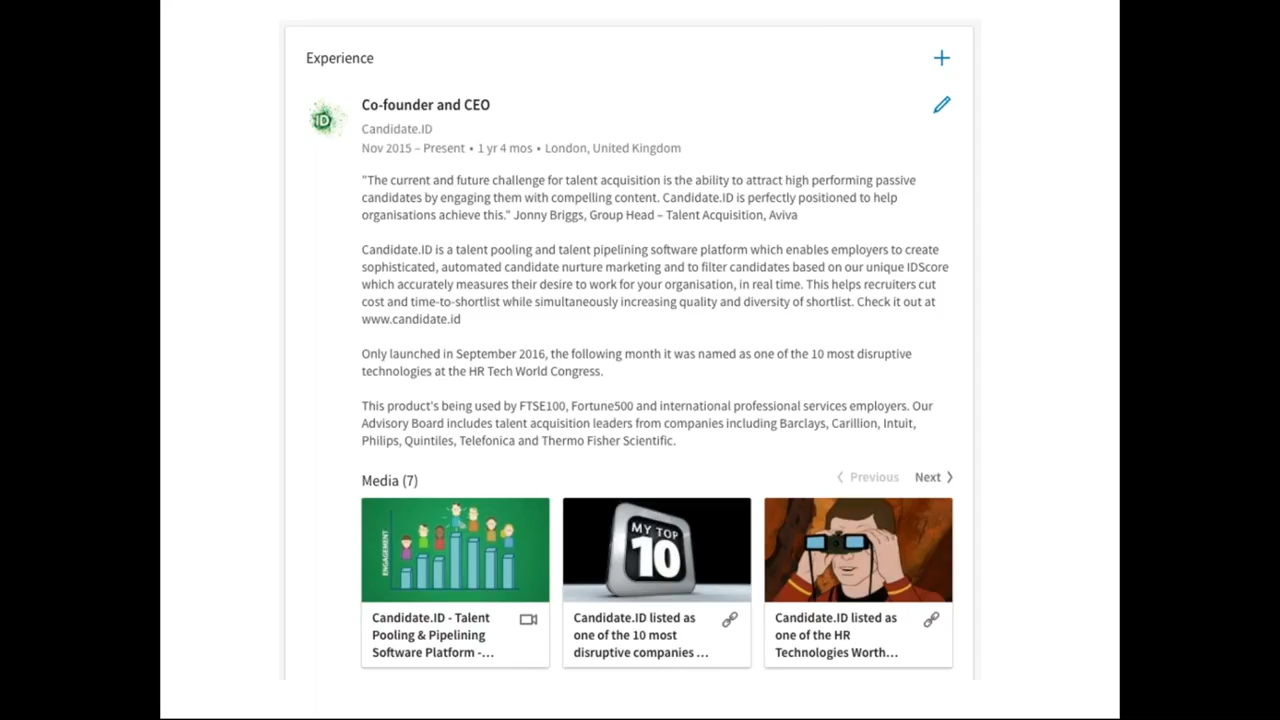 Experience
Co-founder and CEO
iD
Candidate.ID
Nov 2015 – Present • 1 yr 4 mos • London, United Kingdom
"The current and future challenge for talent acquisition is the ability to attract high performing passive
candidates by engaging them with compelling content. Candidate.ID is perfectly positioned to help
organisations achieve this." Jonny Briggs, Group Head – Talent Acquisition, Aviva
Candidate.ID is a talent pooling and talent pipelining software platform which enables employers to create
sophisticated, automated candidate nurture marketing and to filter candidates based on our unique IDScore
which accurately measures their desire to work for your organisation, in real time. This helps recruiters cut
cost and time-to-shortlist while simultaneously increasing quality and diversity of shortlist. Check it out at
www.candidate.id
Only launched in September 2016, the following month it was named as one of the 10 most disruptive
technologies at the HR Tech World Congress.
This product's being used by FTSE100, Fortune500 and international professional services employers. Our
Advisory Board includes talent acquisition leaders from companies including Barclays, Carillion, Intuit,
Philips, Quintiles, Telefonica and Thermo Fisher Scientific.
Media (7)
Previous Next
ENGAGEMENT
MY TOP
10
Candidate.ID - Talent
Pooling & Pipelining
Software Platform -...
Candidate.ID listed as
one of the 10 most
disruptive companies ...
Candidate.ID listed as
one of the HR
Technologies Worth...